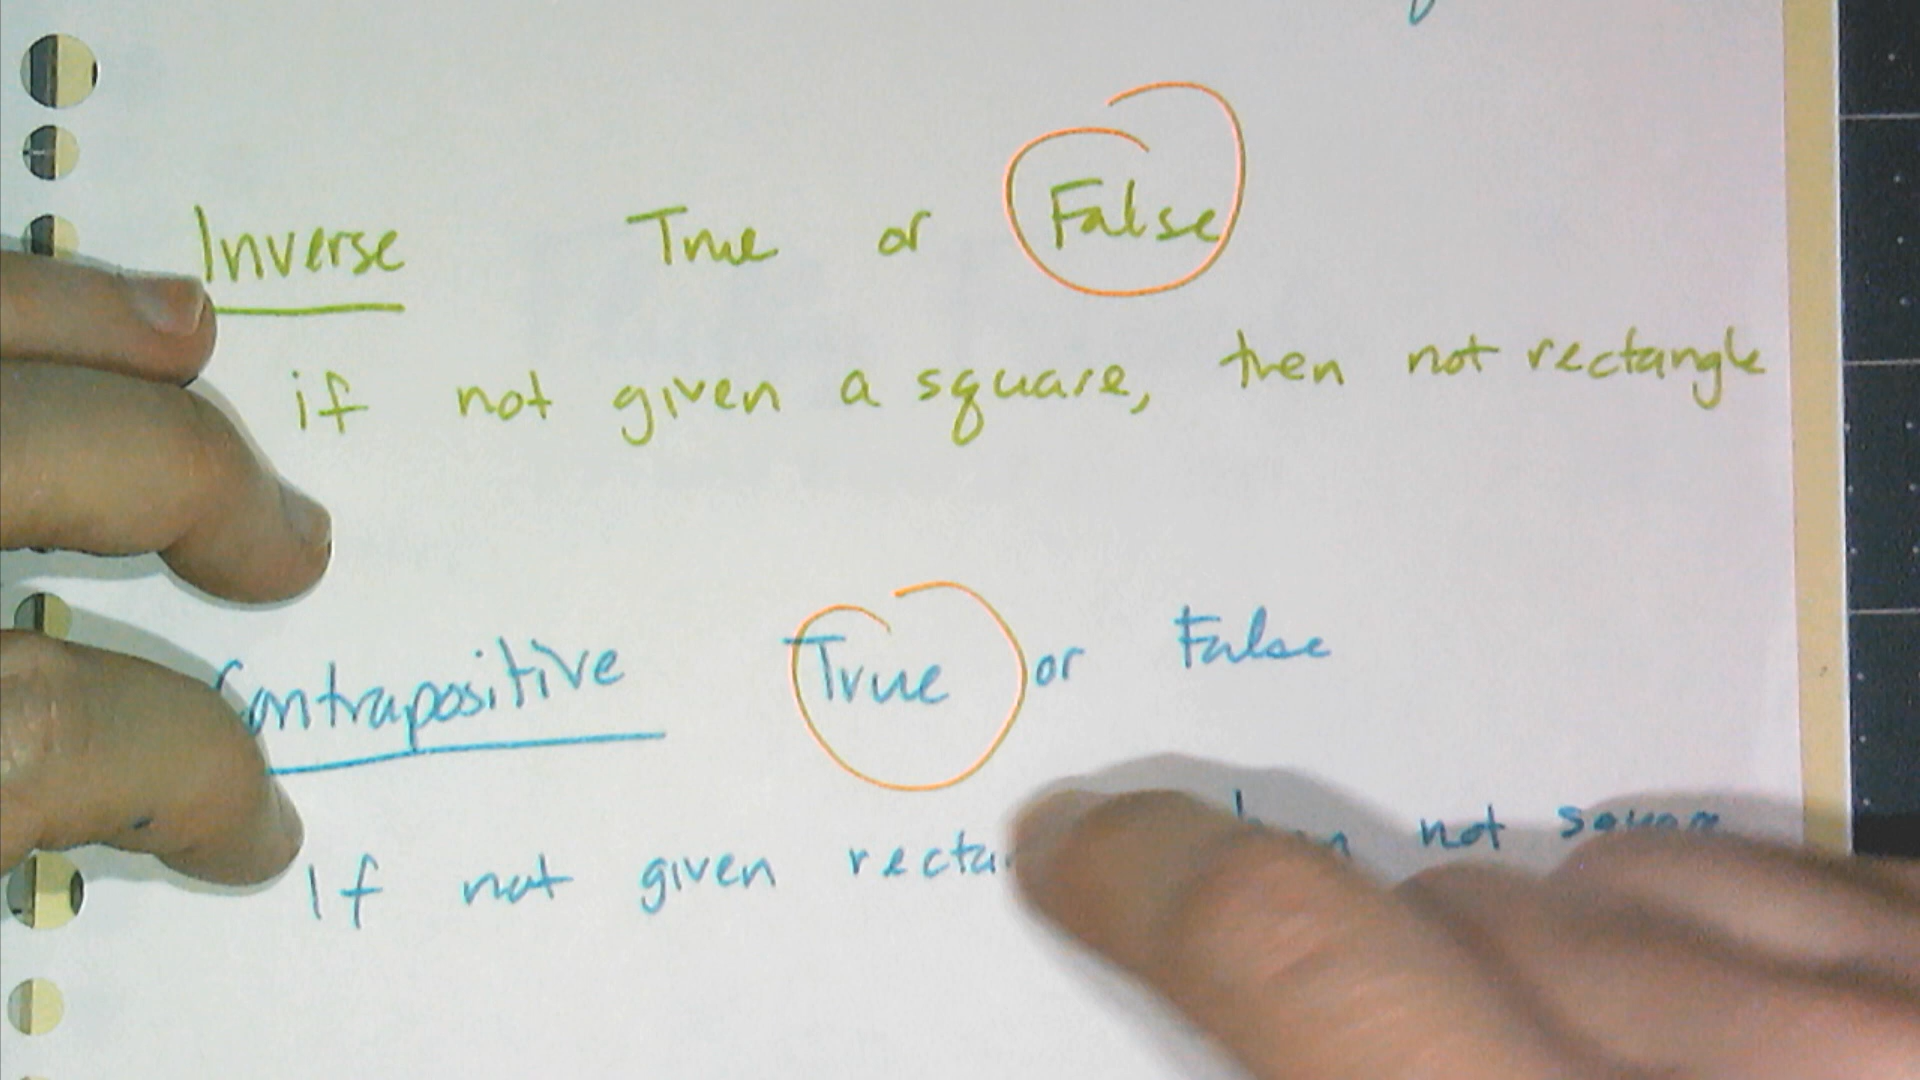 Inverse True or False
if not given a square, then not rectangle
Contrapositive True or False
If not given not square